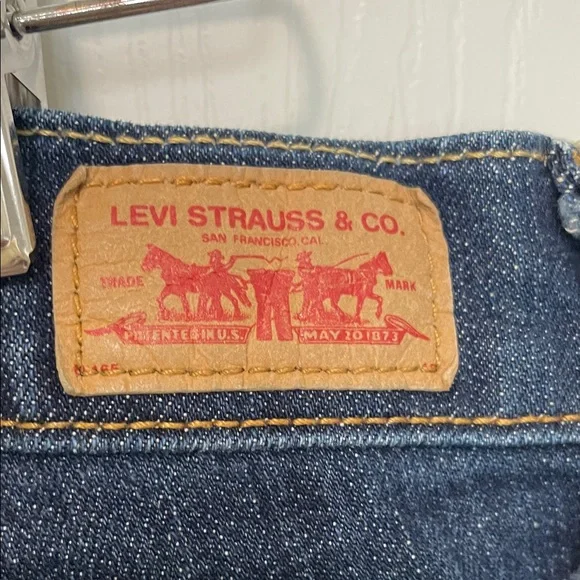 LEVI STRAUSS & CO.
SAN FRANCISCO, CAL.
TRADE MARK
PATENTED IN U.S. MAY 20 1873